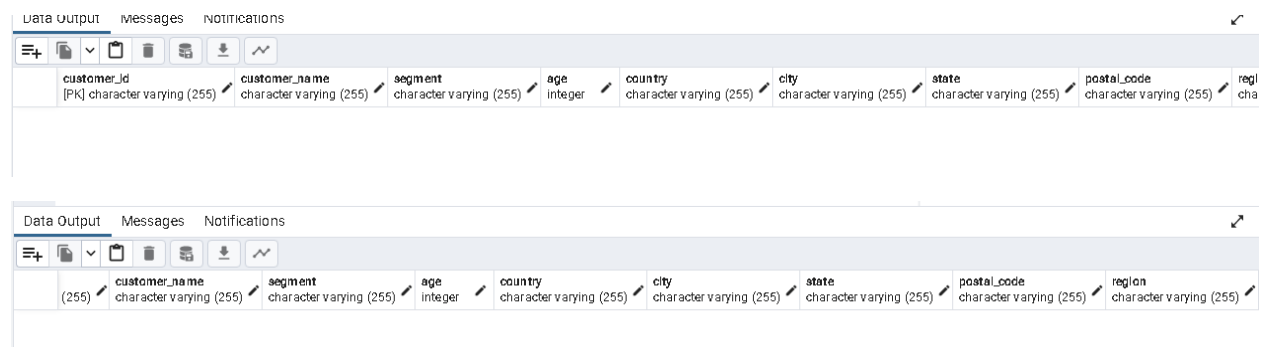 Data Output Messages Notifications
customer_id customer_name segment age country city state postal_code regi
[PK] character varying (255) character varying (255) character varying (255) integer character varying (255) character varying (255) character varying (255) character varying (255) cha
Data Output Messages Notifications
customer_name segment age country city state postal_code region
(255) character varying (255) character varying (255) integer character varying (255) character varying (255) character varying (255) character varying (255) character varying (255)